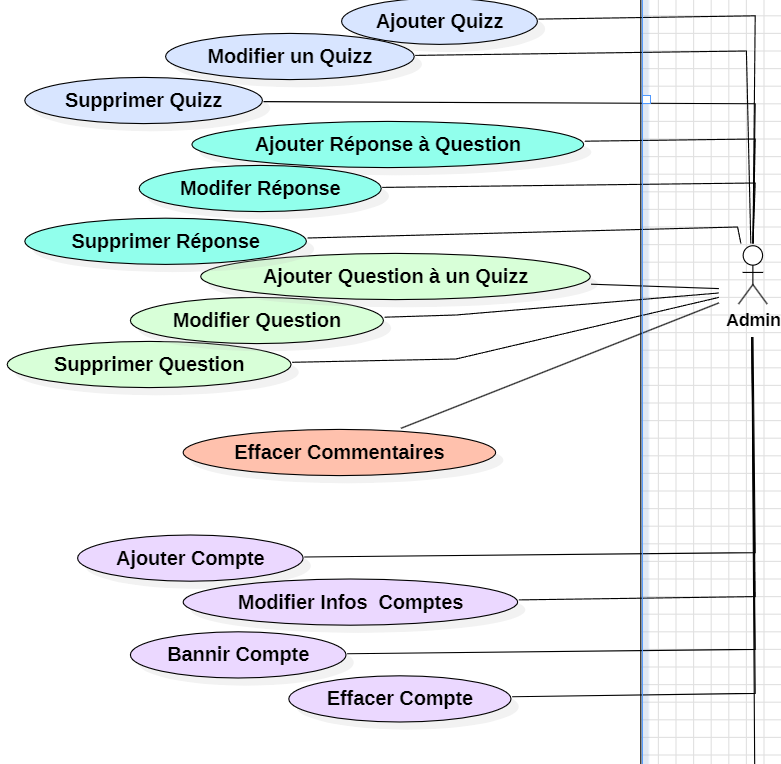 Ajouter Quizz
Modifier un Quizz
Supprimer Quizz
Ajouter Réponse à Question
Modifer Réponse
Supprimer Réponse
Ajouter Question à un Quizz
Modifier Question
Admin
Supprimer Question
Effacer Commentaires
Ajouter Compte
Modifier Infos  Comptes
Bannir Compte
Effacer Compte